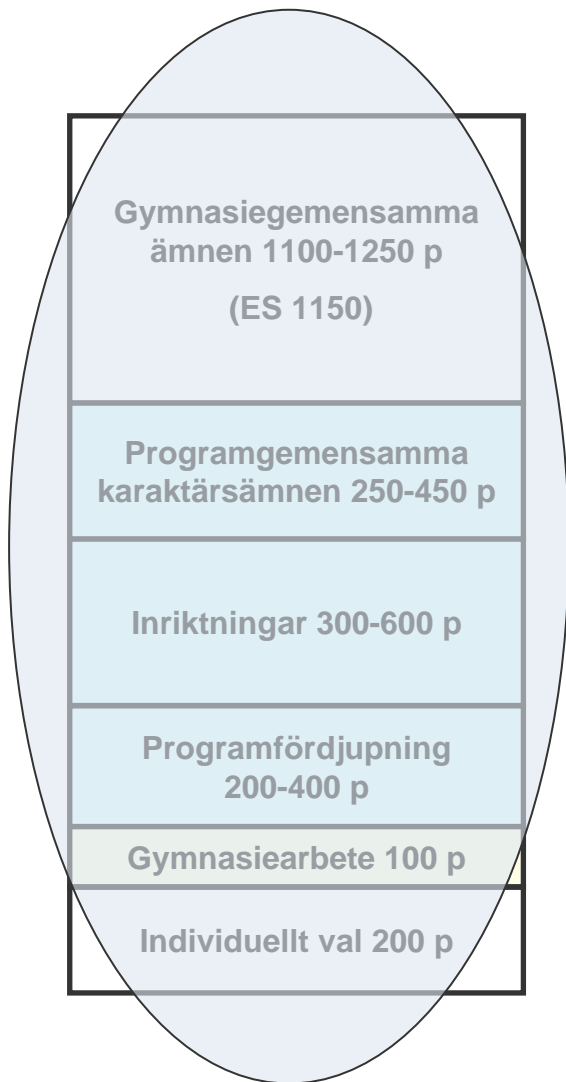 Gymnasiegemensamma
ämnen 1100-1250 p
(ES 1150)
Programgemensamma
karaktärsämnen 250-450 p
Inriktningar 300-600 p
Programfördjupning
200-400 p
Gymnasiearbete 100 p
Individuellt val 200 p